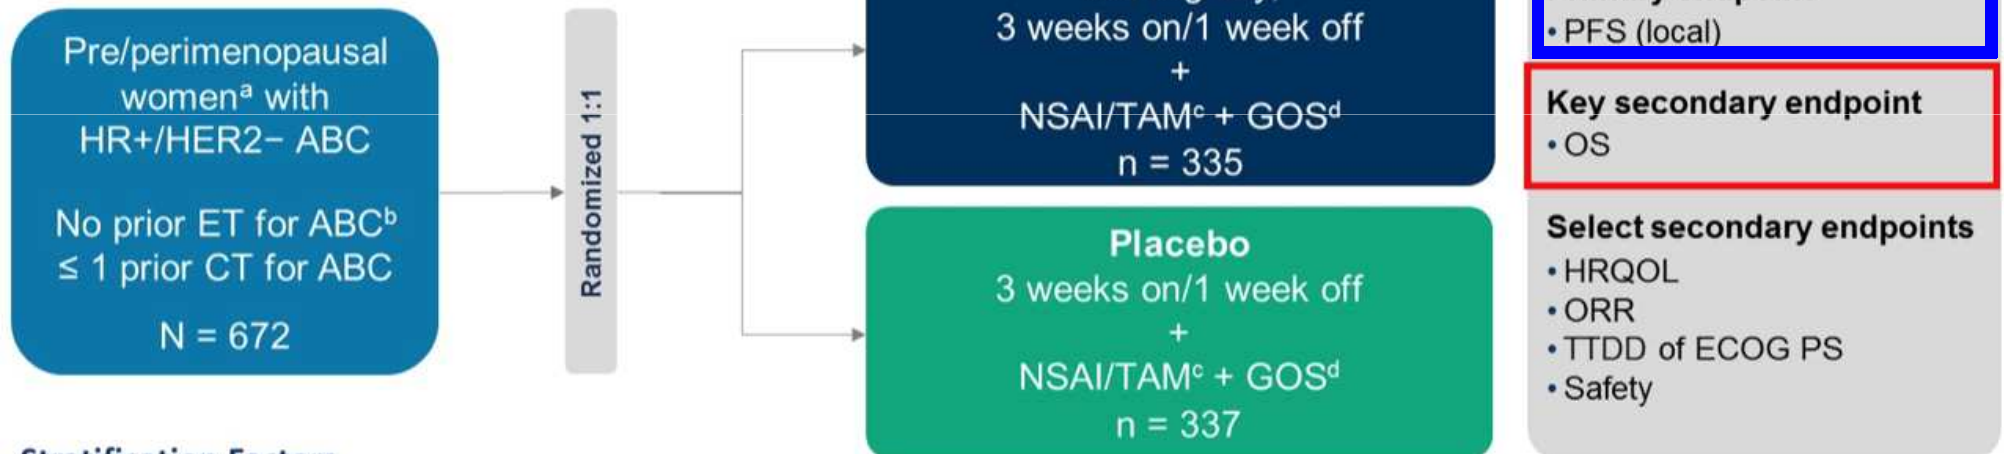 Pre/perimenopausal
womenᵃ with
HR+/HER2− ABC
No prior ET for ABCᵇ
≤ 1 prior CT for ABC
N = 672
Randomized 1:1
3 weeks on/1 week off
+
NSAI/TAMᶜ + GOSᵈ
n = 335
Placebo
3 weeks on/1 week off
+
NSAI/TAMᶜ + GOSᵈ
n = 337
• PFS (local)
Key secondary endpoint
• OS
Select secondary endpoints
• HRQOL
• ORR
• TTDD of ECOG PS
• Safety
Stratification Factors